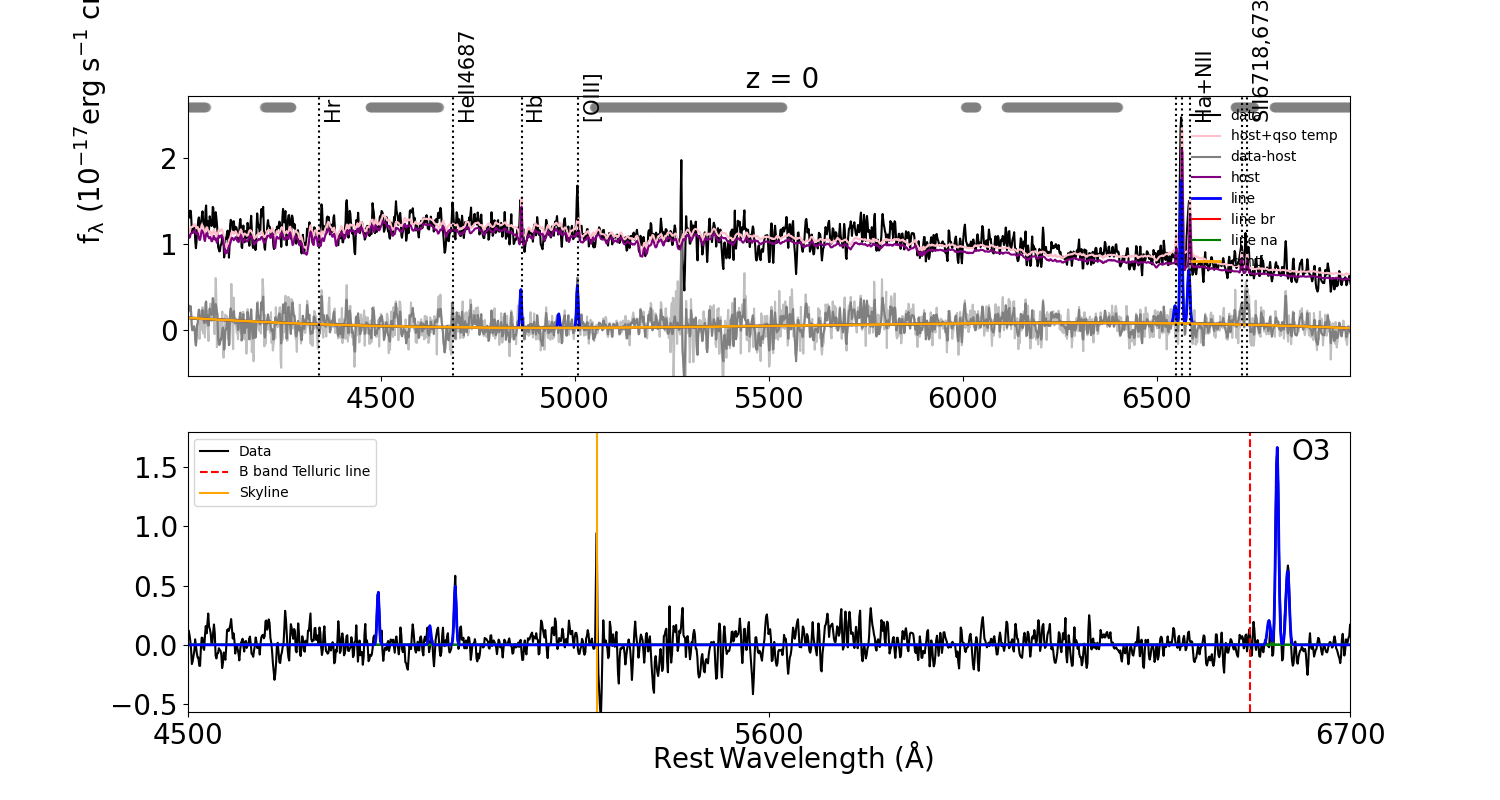 z = 0
f_λ (10^{-17}erg s^{-1} c
Hr
HeII4687
Hb
[OIII]
Ha+NII
SII6718,673
data
host+qso temp
data-host
host
line
line br
line na
2
1
0
4500 5000 5500 6000 6500
Data
B band Telluric line
Skyline
O3
1.5
1.0
0.5
0.0
−0.5
4500 5600 6700
Rest Wavelength (Å)